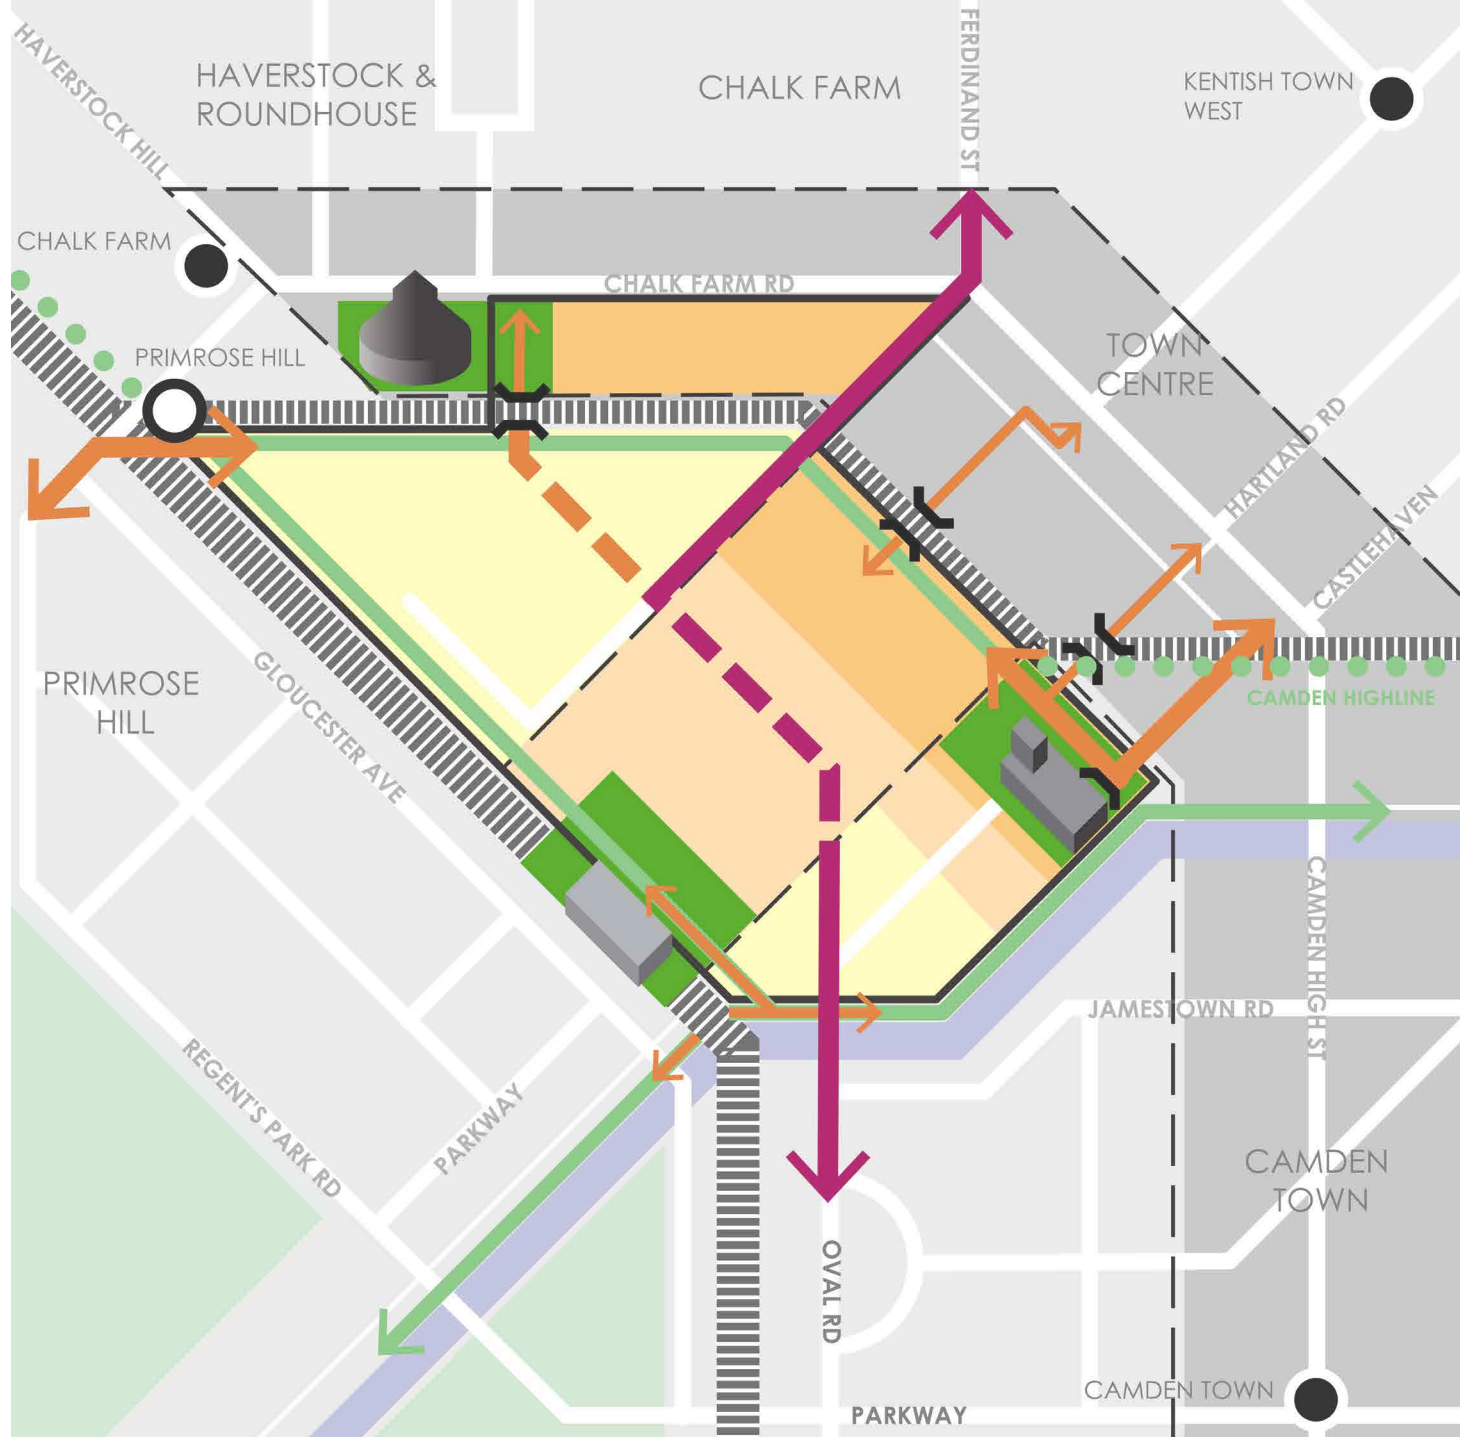 HAVERSTOCK HILL
HAVERSTOCK &
ROUNDHOUSE
CHALK FARM
FERDINAND ST
KENTISH TOWN
WEST
CHALK FARM
CHALK FARM RD
PRIMROSE HILL
TOWN
CENTRE
HARTLAND RD
CASTLEHAVEN
PRIMROSE
HILL
GLOUCESTER AVE
CAMDEN HIGHLINE
CAMDEN HIGH ST
JAMESTOWN RD
REGENT'S PARK RD
PARKWAY
CAMDEN
TOWN
OVAL RD
CAMDEN TOWN
PARKWAY